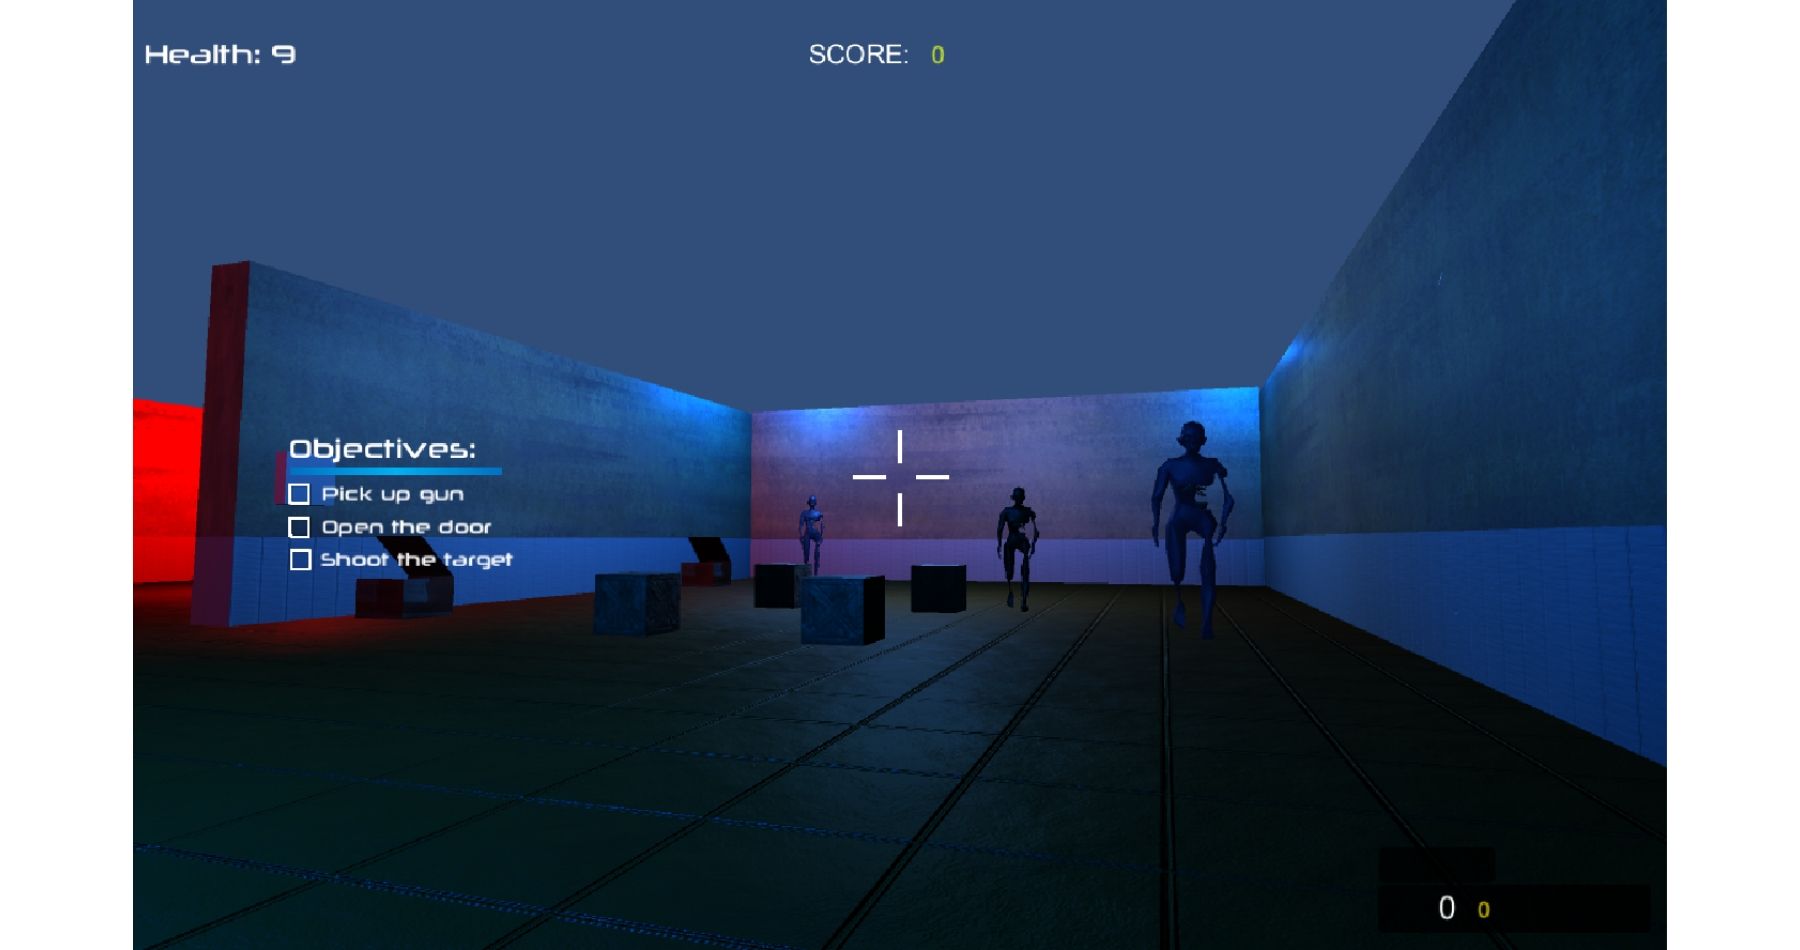 Health: 9
SCORE: 0
Objectives:
Pick up gun
Open the door
Shoot the target
0 0